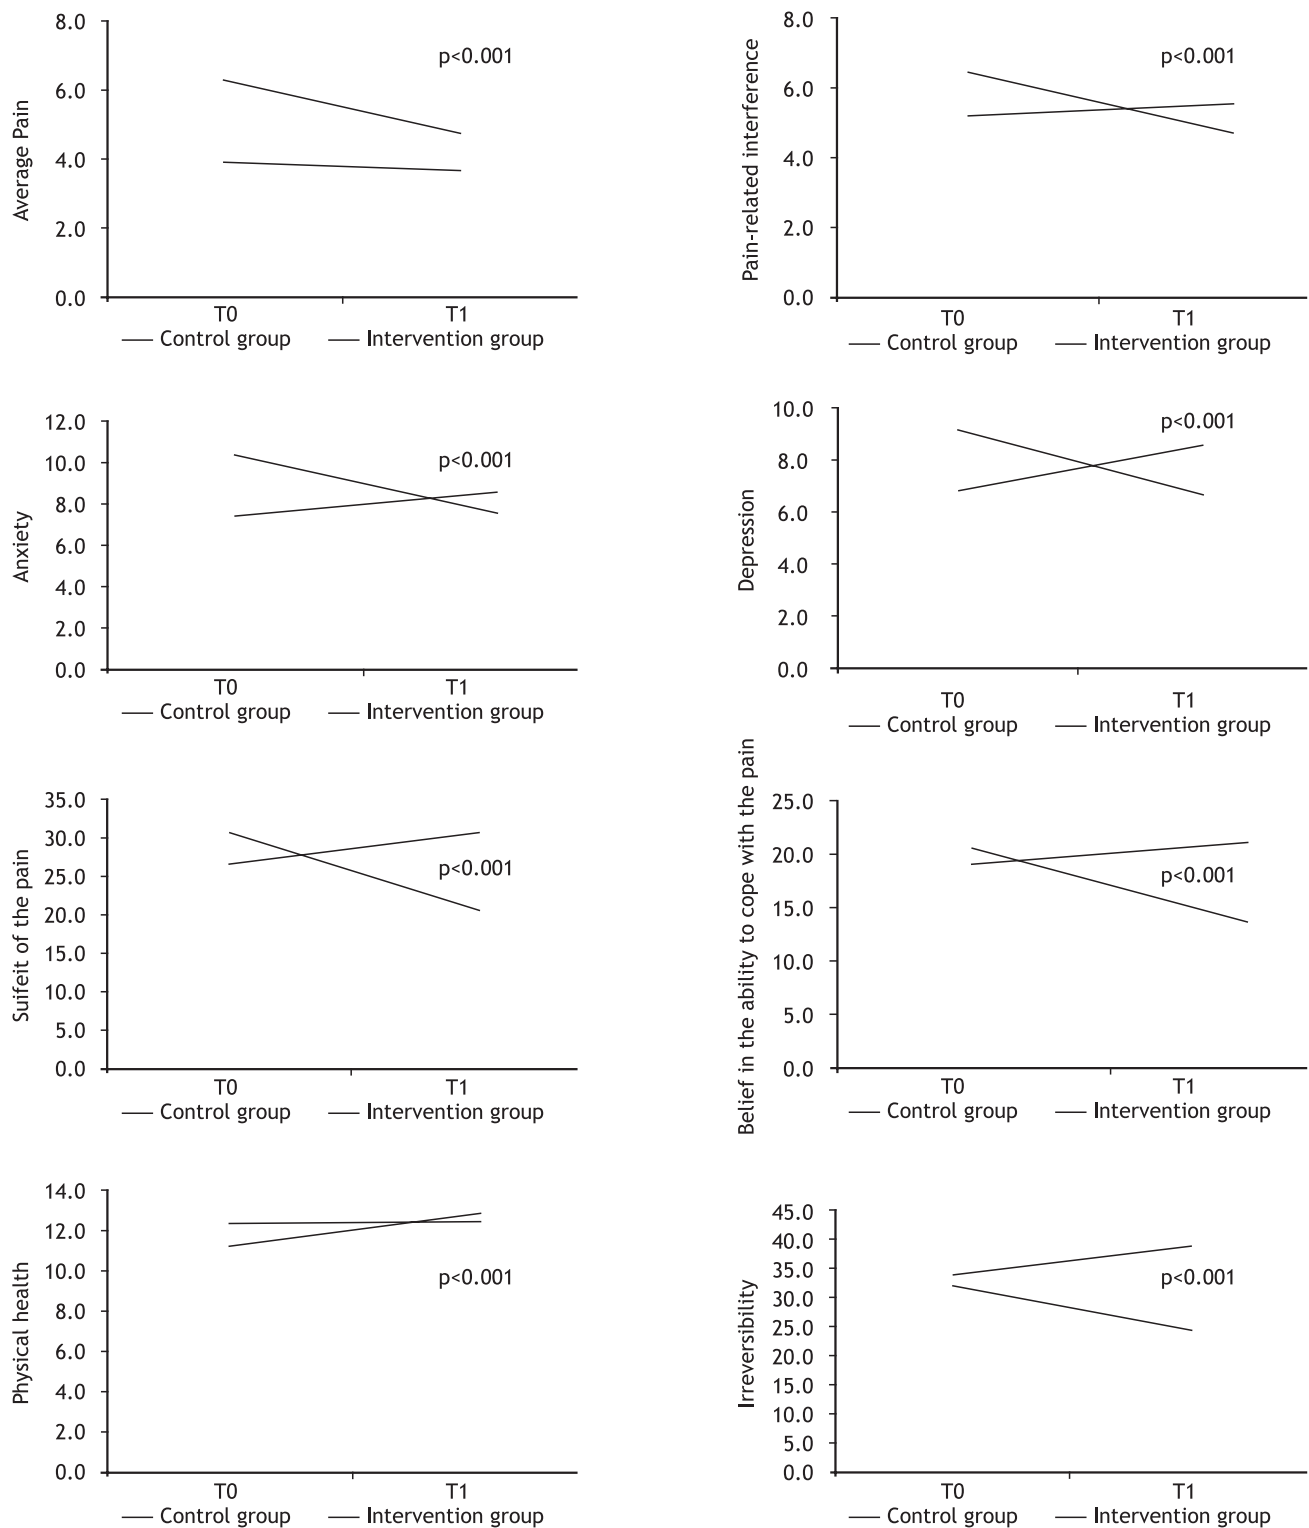 8.0
6.0
4.0
2.0
0.0
Average Pain
p<0.001
T0 T1
Control group Intervention group
8.0
6.0
4.0
2.0
0.0
Pain-related interference
p<0.001
T0 T1
Control group Intervention group
12.0
10.0
8.0
6.0
4.0
2.0
0.0
Anxiety
p<0.001
T0 T1
Control group Intervention group
10.0
8.0
6.0
4.0
2.0
0.0
Depression
p<0.001
T0 T1
Control group Intervention group
35.0
30.0
25.0
20.0
15.0
10.0
5.0
0.0
Suifeit of the pain
p<0.001
T0 T1
Control group Intervention group
25.0
20.0
15.0
10.0
5.0
0.0
Belief in the ability to cope with the pain
p<0.001
T0 T1
Control group Intervention group
14.0
12.0
10.0
8.0
6.0
4.0
2.0
0.0
Physical health
p<0.001
T0 T1
Control group Intervention group
45.0
40.0
35.0
30.0
25.0
20.0
15.0
10.0
5.0
0.0
Irreversibility
p<0.001
T0 T1
Control group Intervention group